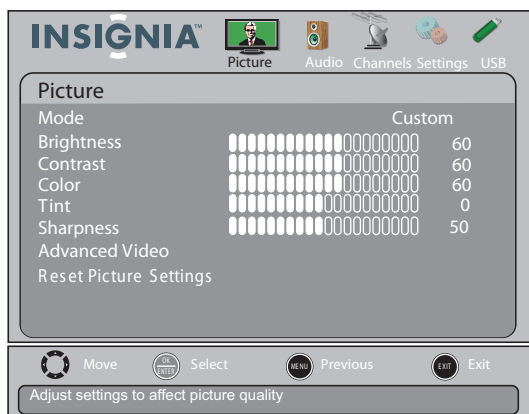 INSIGNIA™
Picture Audio Channels Settings USB
Picture
Mode Custom
Brightness 60
Contrast 60
Color 60
Tint 0
Sharpness 50
Advanced Video
Reset Picture Settings
Move OK ENTER Select MENU Previous EXIT Exit
Adjust settings to affect picture quality